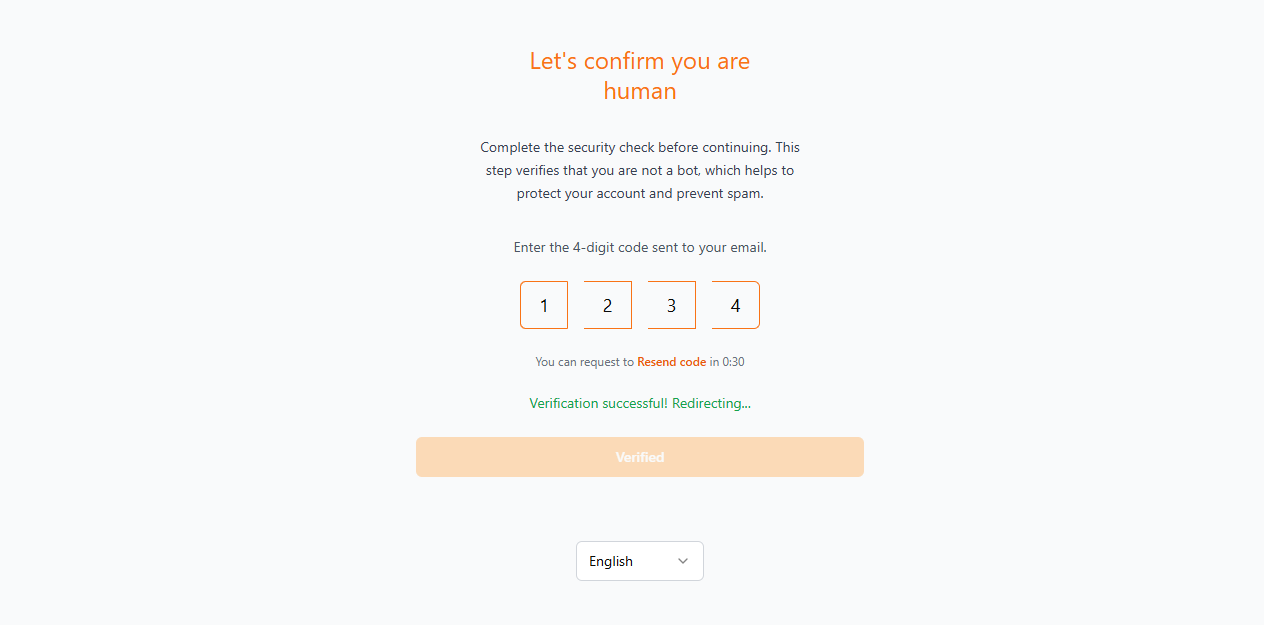 Let's confirm you are
human
Complete the security check before continuing. This
step verifies that you are not a bot, which helps to
protect your account and prevent spam.
Enter the 4-digit code sent to your email.
1 2 3 4
You can request to Resend code in 0:30
Verification successful! Redirecting...
Verified
English